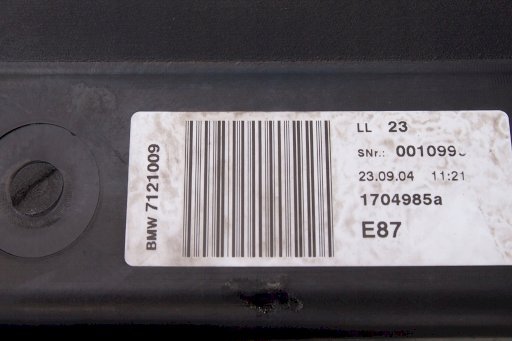 BMW 7121009
LL 23
SNr.:
23.09.04 11:21
1704985a
E87